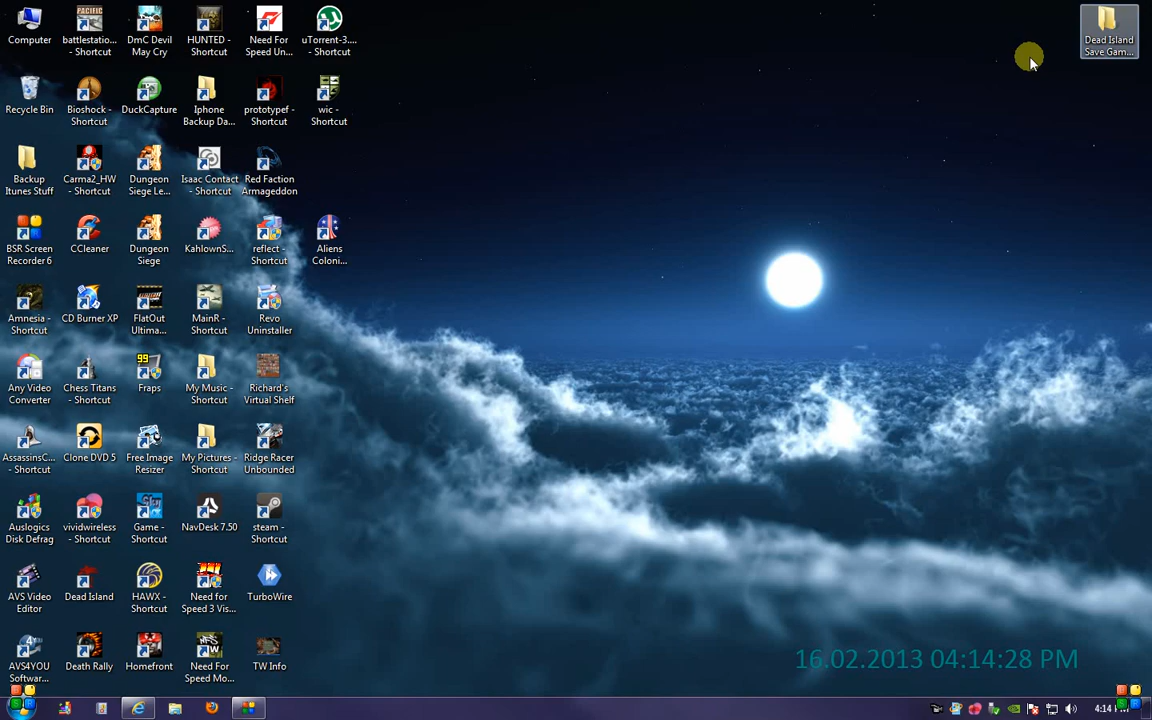 Computer
battlestatio... - Shortcut
DmC Devil May Cry
HUNTED - Shortcut
Need For Speed Un...
uTorrent-3.... - Shortcut
Dead Island Save Gam...
Recycle Bin
Bioshock - Shortcut
DuckCapture
Iphone Backup Da...
prototypef - Shortcut
wic - Shortcut
Backup Itunes Stuff
Carma2_HW - Shortcut
Dungeon Siege Le...
Isaac Contact - Shortcut
Red Faction Armageddon
BSR Screen Recorder 6
CCleaner
Dungeon Siege
KahlownS...
reflect - Shortcut
Aliens Coloni...
Amnesia - Shortcut
CD Burner XP
FlatOut Ultima...
MainR - Shortcut
Revo Uninstaller
Any Video Converter
Chess Titans - Shortcut
Fraps
My Music - Shortcut
Richard's Virtual Shelf
AssassinsC... - Shortcut
Clone DVD 5
Free Image Resizer
My Pictures - Shortcut
Ridge Racer Unbounded
Auslogics Disk Defrag
vividwireless - Shortcut
Game - Shortcut
NavDesk 7.50
steam - Shortcut
AVS Video Editor
Dead Island
HAWX - Shortcut
Need for Speed 3 Vis...
TurboWire
AVS4YOU Softwar...
Death Rally
Homefront
Need For Speed Mo...
TW Info
16.02.2013 04:14:28 PM
4:14